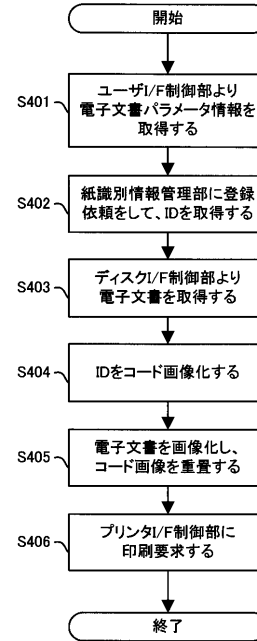 開始
S401
ユーザI/F制御部より
電子文書パラメータ情報を
取得する
S402
紙識別情報管理部に登録
依頼をして、IDを取得する
S403
ディスクI/F制御部より
電子文書を取得する
S404
IDをコード画像化する
S405
電子文書を画像化し、
コード画像を重畳する
S406
プリンタI/F制御部に
印刷要求する
終了